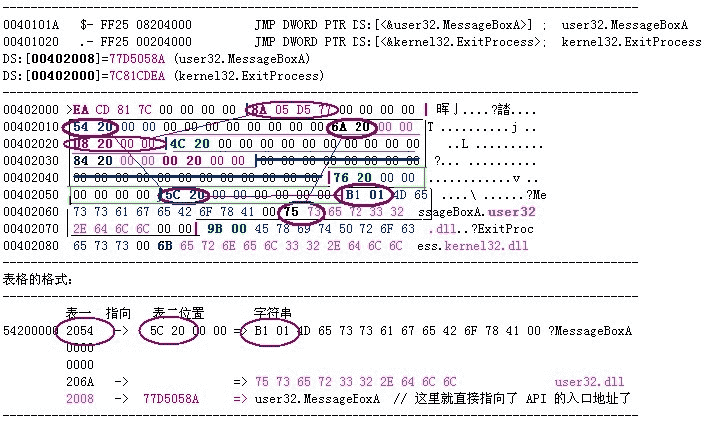 0040101A $- FF25 08204000 JMP DWORD PTR DS:[<&user32.MessageBoxA>] ; user32.MessageBoxA
00401020 .- FF25 00204000 JMP DWORD PTR DS:[<&kernel32.ExitProcess>; kernel32.ExitProcess
DS:[00402008]=77D5058A (user32.MessageBoxA)
DS:[00402000]=7C81CDEA (kernel32.ExitProcess)
00402000 >EA CD 81 7C 00 00 00 00 8A 05 D5 77 00 00 00 00 晖亅....?諸....
00402010 54 20 00 00 00 00 00 00 00 00 00 00 6A 20 00 00 T ..........j ..
00402020 08 20 00 00 4C 20 00 00 00 00 00 00 00 00 00 00 ..L ..........
00402030 84 20 00 00 00 20 00 00 00 00 00 00 00 00 00 00 ?... ..........
00402040 00 00 00 00 00 00 00 00 00 00 00 00 76 20 00 00 ............v ..
00402050 00 00 00 00 5C 20 00 00 00 00 00 00 B1 01 4D 65 ....\ ......?Me
00402060 73 73 61 67 65 42 6F 78 41 00 75 73 65 72 33 32 ssageBoxA.user32
00402070 2E 64 6C 6C 00 00 9B 00 45 78 69 74 50 72 6F 63 .dll..?ExitProc
00402080 65 73 73 00 6B 65 72 6E 65 6C 33 32 2E 64 6C 6C ess.kernel32.dll
表格的格式：
表一 指向 表二位置 字符串
54200000 2054 -> 5C 20 00 00 => B1 01 4D 65 73 73 61 67 65 42 6F 78 41 00 ?MessageBoxA
0000
0000
206A -> => 75 73 65 72 33 32 2E 64 6C 6C user32.dll
2008 -> 77D5058A => user32.MessgeBoxA // 这里就直接指向了 API 的入口地址了